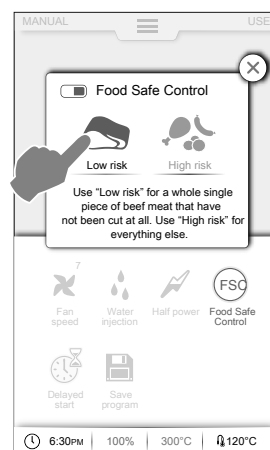 MANUAL USE
Food Safe Control
Low risk High risk
Use “Low risk” for a whole single
piece of beef meat that have
not been cut at all. Use “High risk” for
everything else.
7
FSC
Fan Water Half power Food Safe
speed injection Control
Delayed Save
start program
6:30PM 100% 300°C 120°C